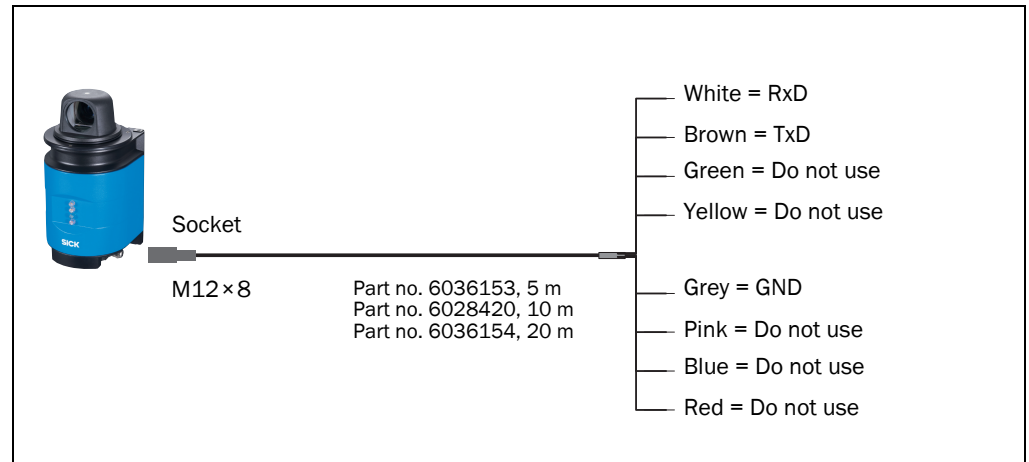 White = RxD
Brown = TxD
Green = Do not use
Yellow = Do not use
Socket
SICK
M12×8
Part no. 6036153, 5 m
Part no. 6028420, 10 m
Part no. 6036154, 20 m
Grey = GND
Pink = Do not use
Blue = Do not use
Red = Do not use